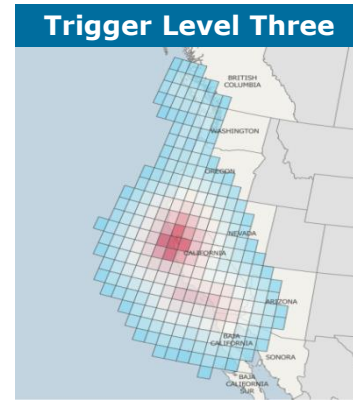 Trigger Level Three
BRITISH
COLUMBIA
WASHINGTON
OREGON
NEVADA
CALIFORNIA
ARIZONA
BAJA
CALIFORNIA
SONORA
BAJA
CALIFORNIA
SUR